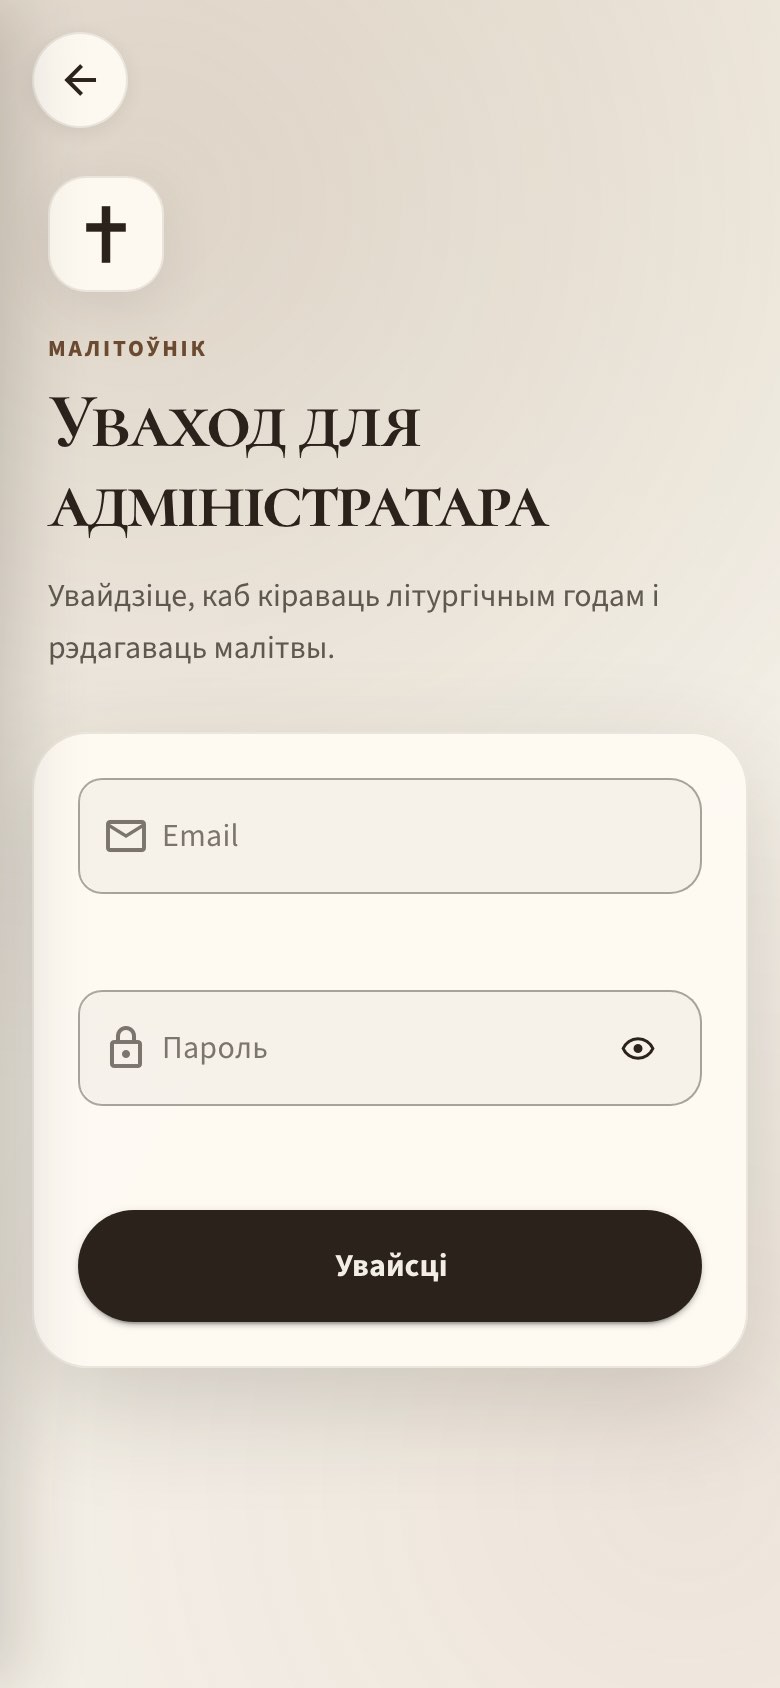 МАЛІТОЎНІК
Уваход для
адміністратара
Увайдзіце, каб кіраваць літургічным годам і
рэдагаваць малітвы.
Email
Пароль
Увайсці